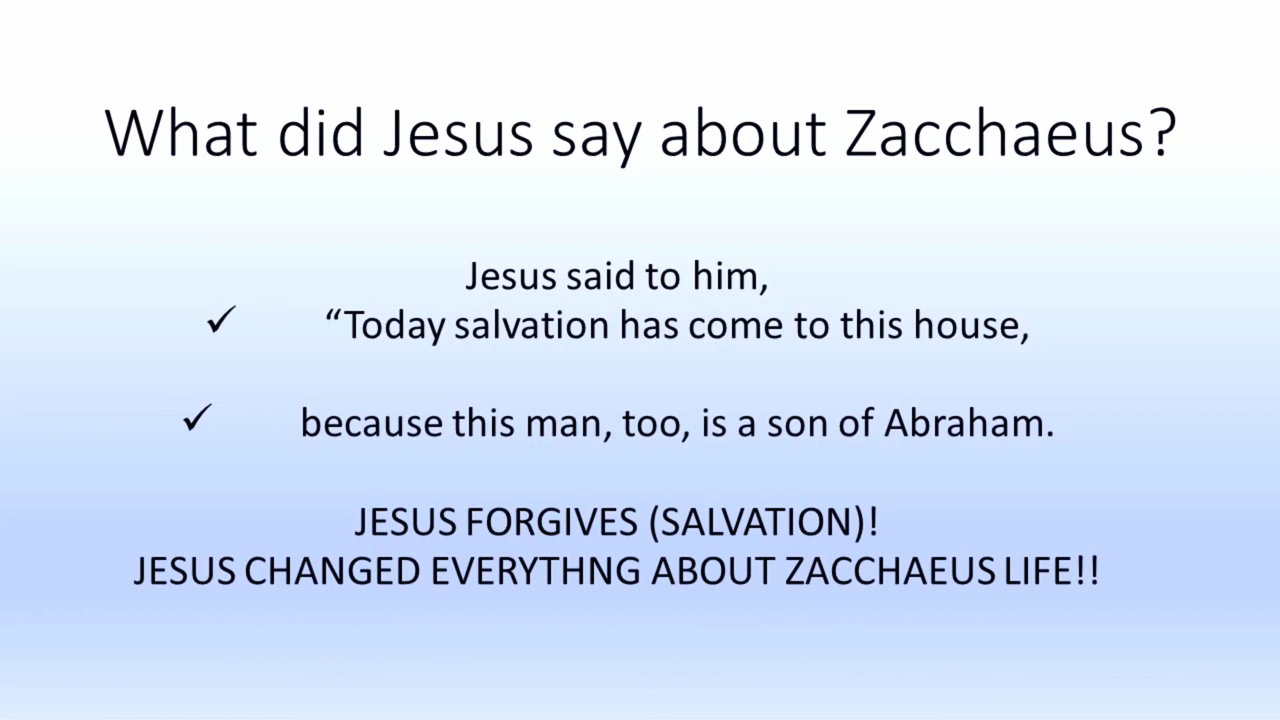 What did Jesus say about Zacchaeus?
Jesus said to him,
✓ “Today salvation has come to this house,
✓ because this man, too, is a son of Abraham.
JESUS FORGIVES (SALVATION)!
JESUS CHANGED EVERYTHNG ABOUT ZACCHAEUS LIFE!!